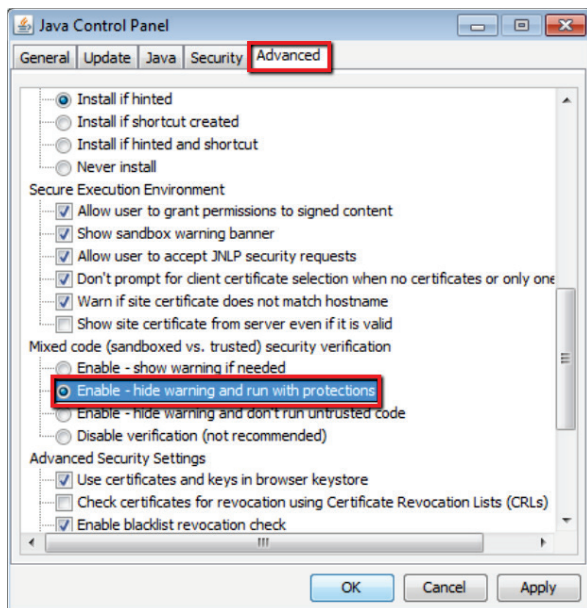 Java Control Panel
General Update Java Security Advanced
Install if hinted
Install if shortcut created
Install if hinted and shortcut
Never install
Secure Execution Environment
Allow user to grant permissions to signed content
Show sandbox warning banner
Allow user to accept JNLP security requests
Don't prompt for client certificate selection when no certificates or only one
Warn if site certificate does not match hostname
Show site certificate from server even if it is valid
Mixed code (sandboxed vs. trusted) security verification
Enable - show warning if needed
Enable - hide warning and run with protections
Enable - hide warning and don't run untrusted code
Disable verification (not recommended)
Advanced Security Settings
Use certificates and keys in browser keystore
Check certificates for revocation using Certificate Revocation Lists (CRLs)
Enable blacklist revocation check
OK Cancel Apply